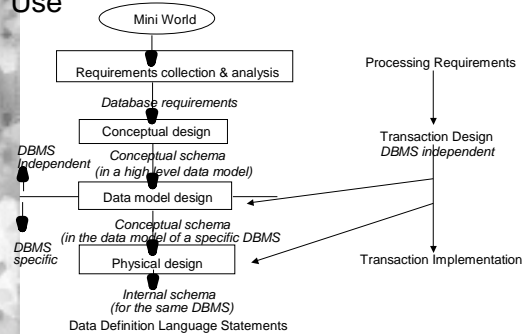 Use
Mini World
Requirements collection & analysis
Database requirements
Conceptual design
Conceptual schema
(in a high level data model)
Data model design
Conceptual schema
(in the data model of a specific DBMS
Physical design
Internal schema
(for the same DBMS)
Data Definition Language Statements
DBMS
Independent
DBMS
specific
Processing Requirements
Transaction Design
DBMS independent
Transaction Implementation